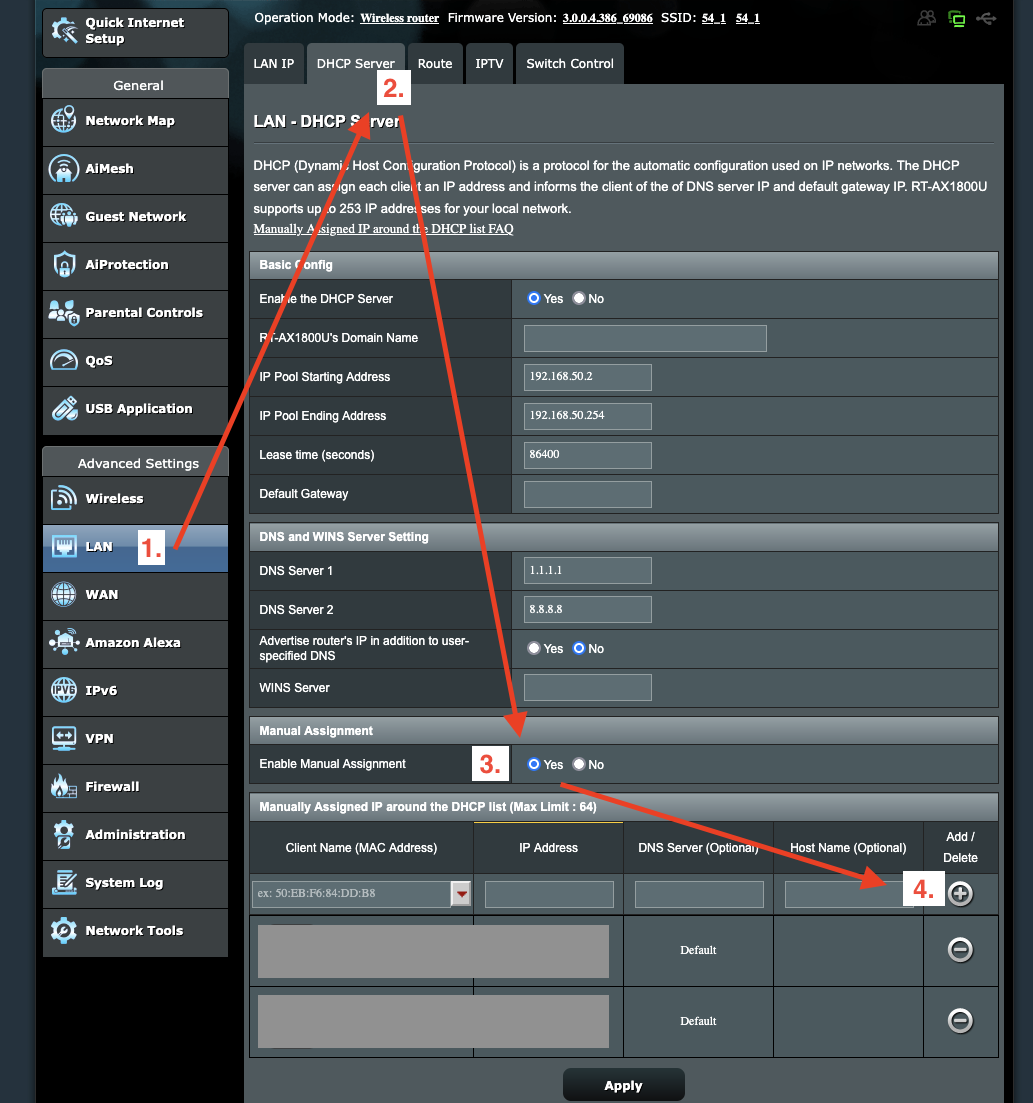 Quick Internet
Setup
Operation Mode: Wireless router Firmware Version: 3.0.0.4.386_69086 SSID: 54_1 54_1
General
Network Map
AiMesh
Guest Network
AiProtection
Parental Controls
QoS
USB Application
Advanced Settings
Wireless
LAN 1.
WAN
Amazon Alexa
IPv6
VPN
Firewall
Administration
System Log
Network Tools
LAN IP DHCP Server Route IPTV Switch Control
2.
LAN - DHCP Server
DHCP (Dynamic Host Configuration Protocol) is a protocol for the automatic configuration used on IP networks. The DHCP
server can assign each client an IP address and informs the client of the of DNS server IP and default gateway IP. RT-AX1800U
supports up to 253 IP addresses for your local network.
Manually Assigned IP around the DHCP list FAQ
Basic Config
Enable the DHCP Server Yes No
RT-AX1800U's Domain Name
IP Pool Starting Address 192.168.50.2
IP Pool Ending Address 192.168.50.254
Lease time (seconds) 86400
Default Gateway
DNS and WINS Server Setting
DNS Server 1 1.1.1.1
DNS Server 2 8.8.8.8
Advertise router's IP in addition to user-
specified DNS Yes No
WINS Server
Manual Assignment
Enable Manual Assignment 3. Yes No
Manually Assigned IP around the DHCP list (Max Limit : 64)
Client Name (MAC Address) IP Address DNS Server (Optional) Host Name (Optional) Add /
Delete
ex: 50:EB:F6:84:DD:B8 4.
Default
Default
Apply